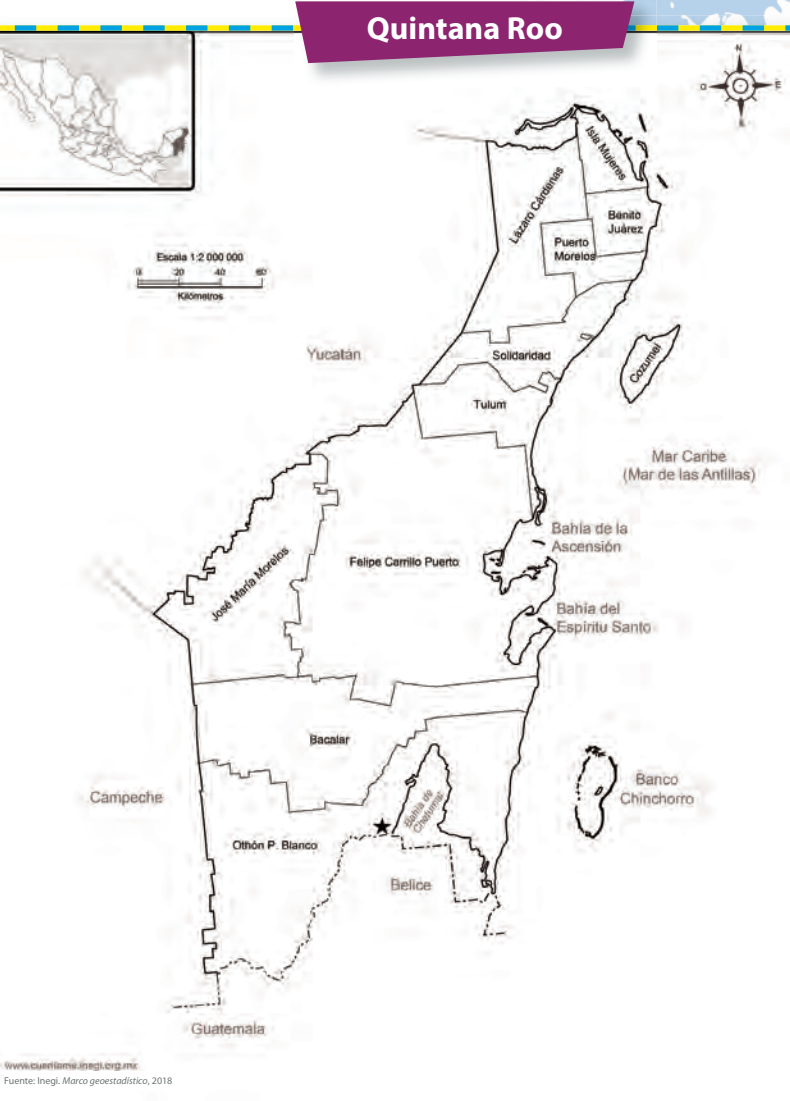 Quintana Roo
N
O
E
S
Isla Mujeres
Lázaro Cárdenas
Benito
Juárez
Puerto
Morelos
Escala 1:2 000 000
0 20 40 60
Kilómetros
Yucatán
Solidaridad
Cozumel
Tulum
Mar Caribe
(Mar de las Antillas)
Bahía de la
Ascensión
Felipe Carrillo Puerto
José María Morelos
Bahía del
Espíritu Santo
Bacalar
Banco
Chinchorro
Campeche
Bahía de
Chetumal
Othón P. Blanco
Belice
Guatemala
www.cuentame.inegi.org.mx
Fuente: Inegi. Marco geoestadístico, 2018